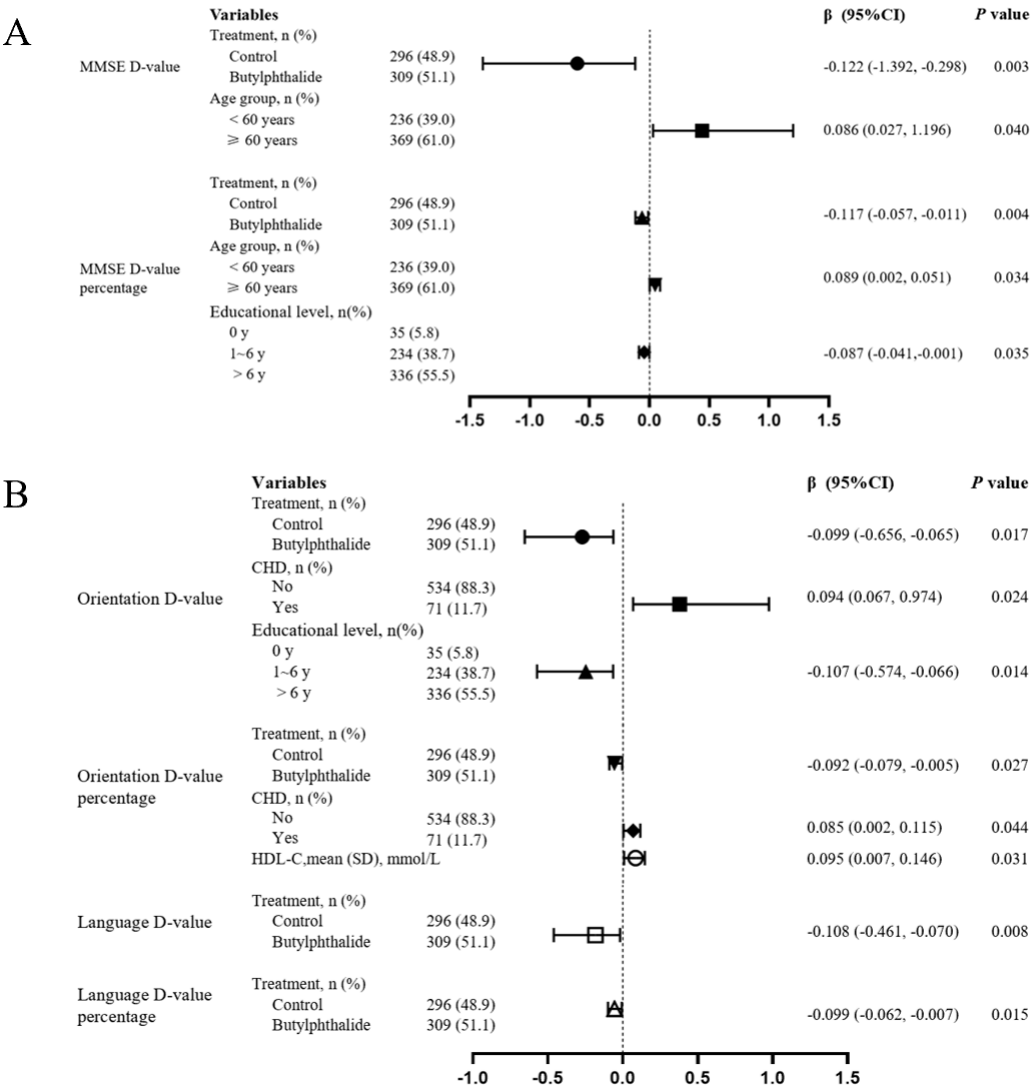 A
Variables β (95%CI) P value
Treatment, n (%)
MMSE D-value Control 296 (48.9) -0.122 (-1.392, -0.298) 0.003
Butylphthalide 309 (51.1)
Age group, n (%)
< 60 years 236 (39.0)
≥ 60 years 369 (61.0) 0.086 (0.027, 1.196) 0.040
Treatment, n (%)
Control 296 (48.9)
Butylphthalide 309 (51.1) -0.117 (-0.057, -0.011) 0.004
Age group, n (%)
MMSE D-value percentage < 60 years 236 (39.0) 0.089 (0.002, 0.051) 0.034
≥ 60 years 369 (61.0)
Educational level, n(%)
0 y 35 (5.8)
1~6 y 234 (38.7) -0.087 (-0.041,-0.001) 0.035
> 6 y 336 (55.5)
-1.5 -1.0 -0.5 0.0 0.5 1.0 1.5
B
Variables β (95%CI) P value
Treatment, n (%)
Control 296 (48.9) -0.099 (-0.656, -0.065) 0.017
Butylphthalide 309 (51.1)
CHD, n (%)
Orientation D-value No 534 (88.3) 0.094 (0.067, 0.974) 0.024
Yes 71 (11.7)
Educational level, n(%)
0 y 35 (5.8)
1~6 y 234 (38.7) -0.107 (-0.574, -0.066) 0.014
> 6 y 336 (55.5)
Treatment, n (%)
Control 296 (48.9) -0.092 (-0.079, -0.005) 0.027
Orientation D-value percentage Butylphthalide 309 (51.1)
CHD, n (%)
No 534 (88.3) 0.085 (0.002, 0.115) 0.044
Yes 71 (11.7)
HDL-C,mean (SD), mmol/L 0.095 (0.007, 0.146) 0.031
Treatment, n (%)
Language D-value Control 296 (48.9) -0.108 (-0.461, -0.070) 0.008
Butylphthalide 309 (51.1)
Treatment, n (%)
Language D-value percentage Control 296 (48.9) -0.099 (-0.062, -0.007) 0.015
Butylphthalide 309 (51.1)
-1.0 -0.5 0.0 0.5 1.0 1.5